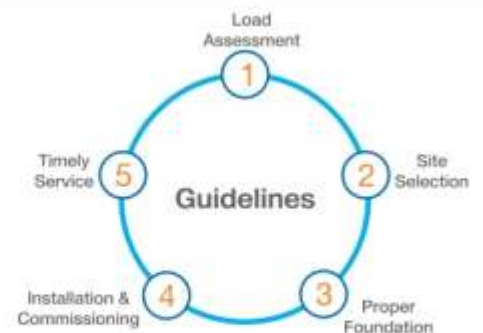 Load
Assessment
1
2
Site
Selection
3
Proper
Foundation
4
Installation &
Commissioning
5
Timely
Service
Guidelines